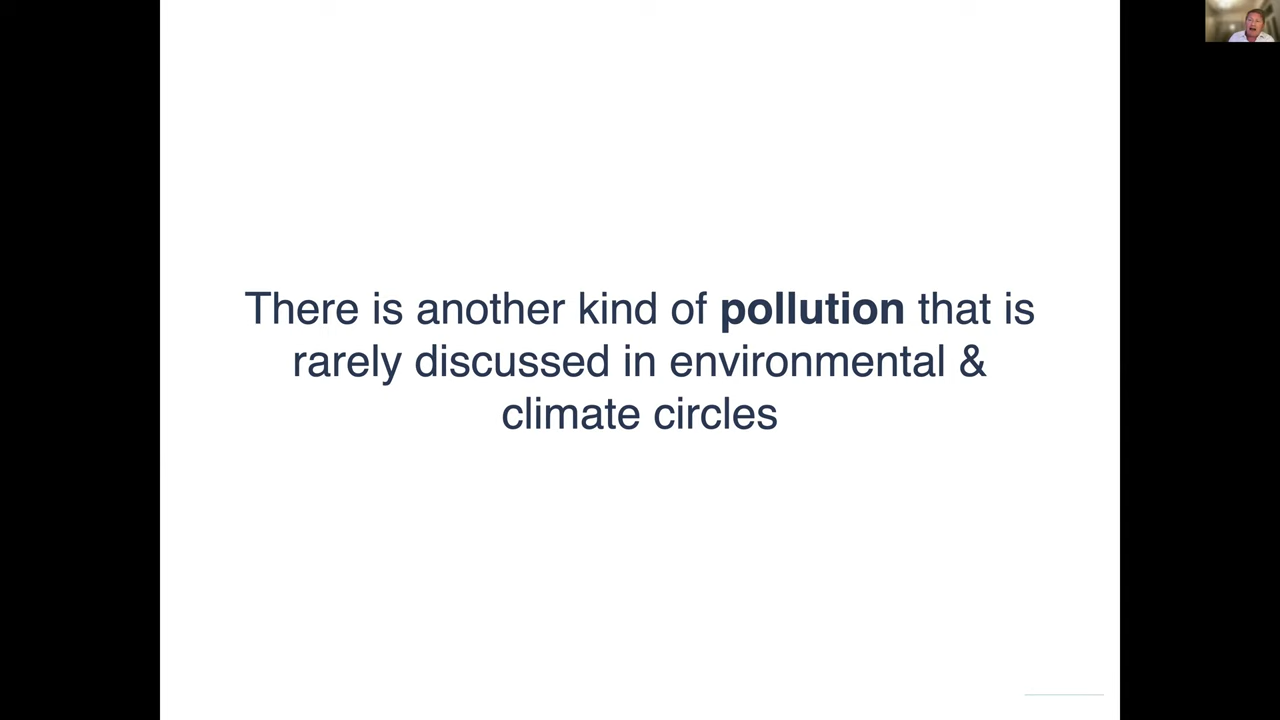 There is another kind of pollution that is
rarely discussed in environmental &
climate circles